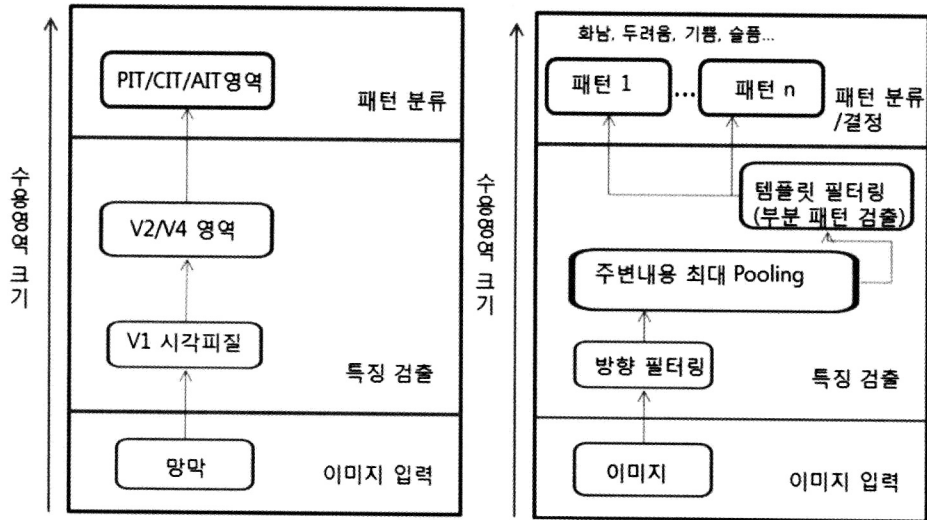 수용영역 크기
PIT/CIT/AIT영역
패턴 분류
V2/V4 영역
V1 시각피질
특징 검출
망막
이미지 입력
수용영역 크기
화남, 두려움, 기쁨, 슬픔...
패턴 1
...
패턴 n
패턴 분류
/결정
템플릿 필터링
(부분 패턴 검출)
주변내용 최대 Pooling
방향 필터링
특징 검출
이미지
이미지 입력